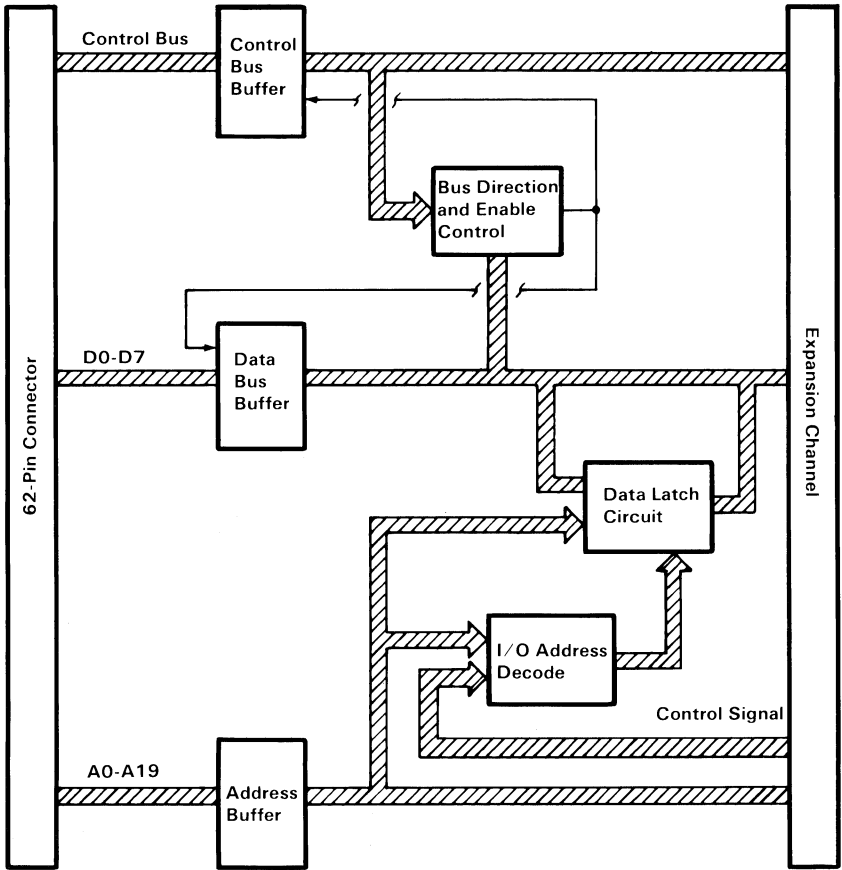 Control Bus
Control
Bus
Buffer
Bus Direction
and Enable
Control
D0-D7
Data
Bus
Buffer
62-Pin Connector
Expansion Channel
Data Latch
Circuit
I/O Address
Decode
Control Signal
A0-A19
Address
Buffer